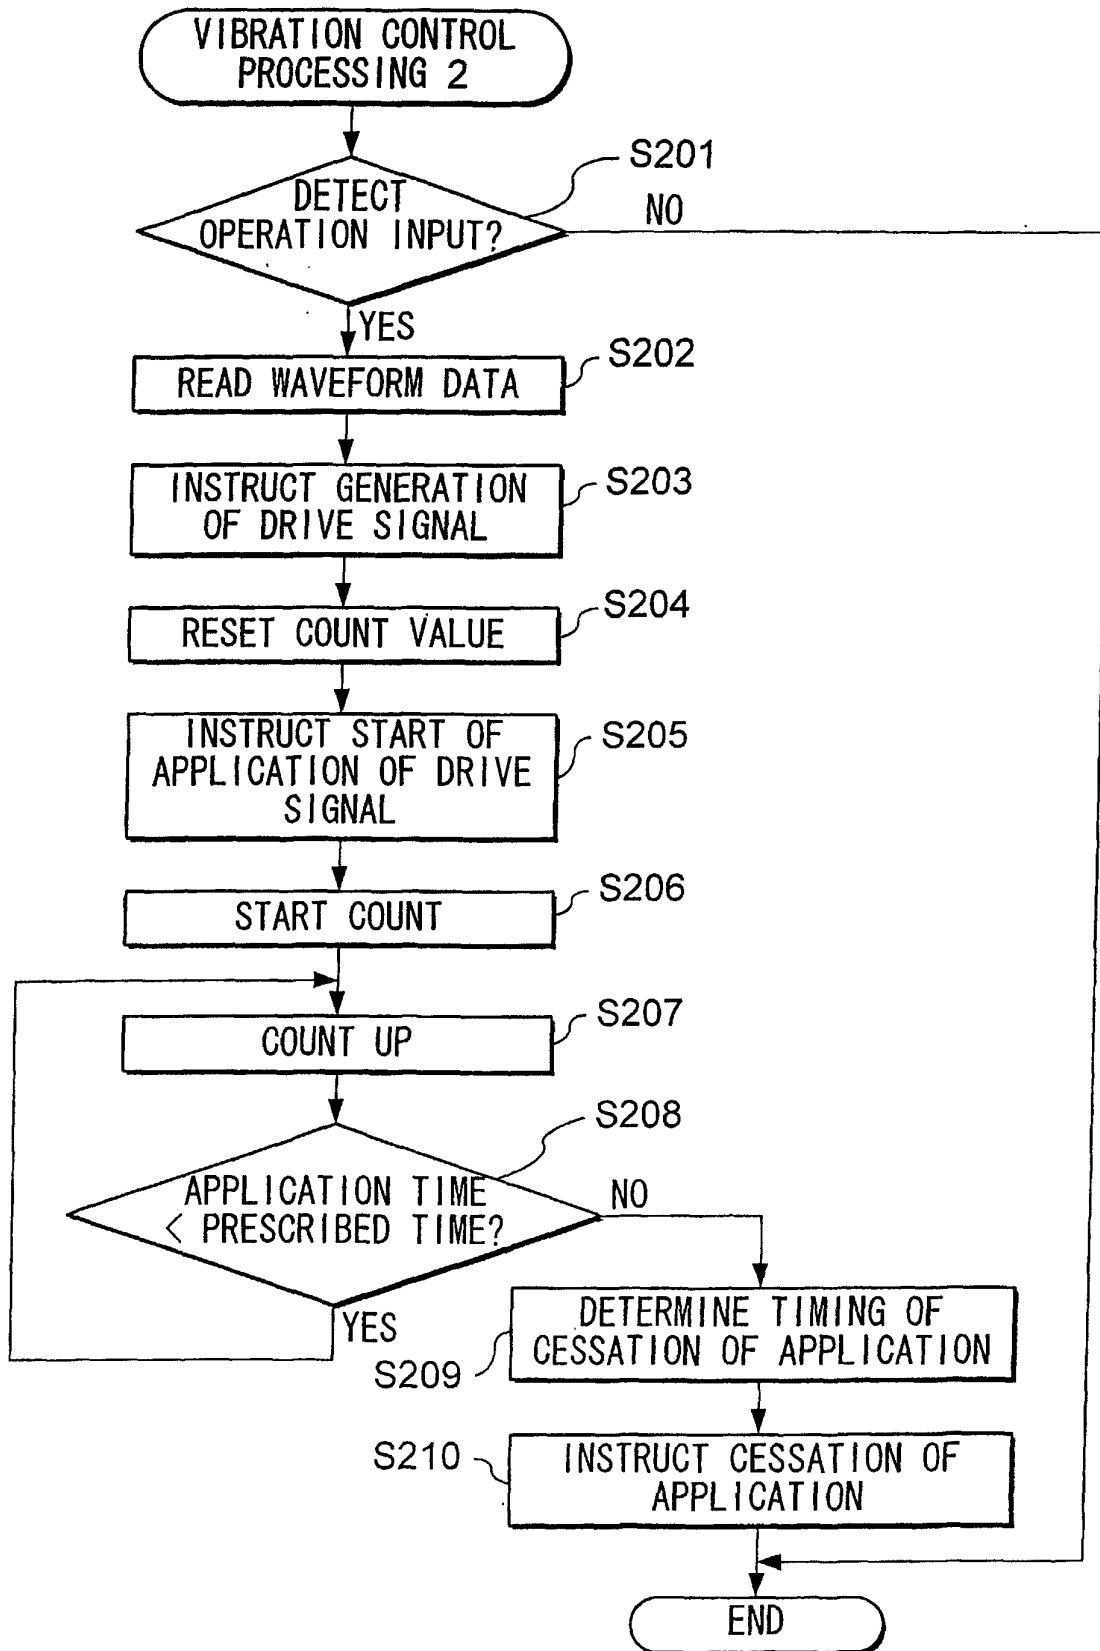 VIBRATION CONTROL
PROCESSING 2
S201
DETECT
OPERATION INPUT?
NO
YES
S202
READ WAVEFORM DATA
S203
INSTRUCT GENERATION
OF DRIVE SIGNAL
S204
RESET COUNT VALUE
S205
INSTRUCT START OF
APPLICATION OF DRIVE
SIGNAL
S206
START COUNT
S207
COUNT UP
S208
APPLICATION TIME
< PRESCRIBED TIME?
NO
YES
DETERMINE TIMING OF
CESSATION OF APPLICATION
S209
S210
INSTRUCT CESSATION OF
APPLICATION
END